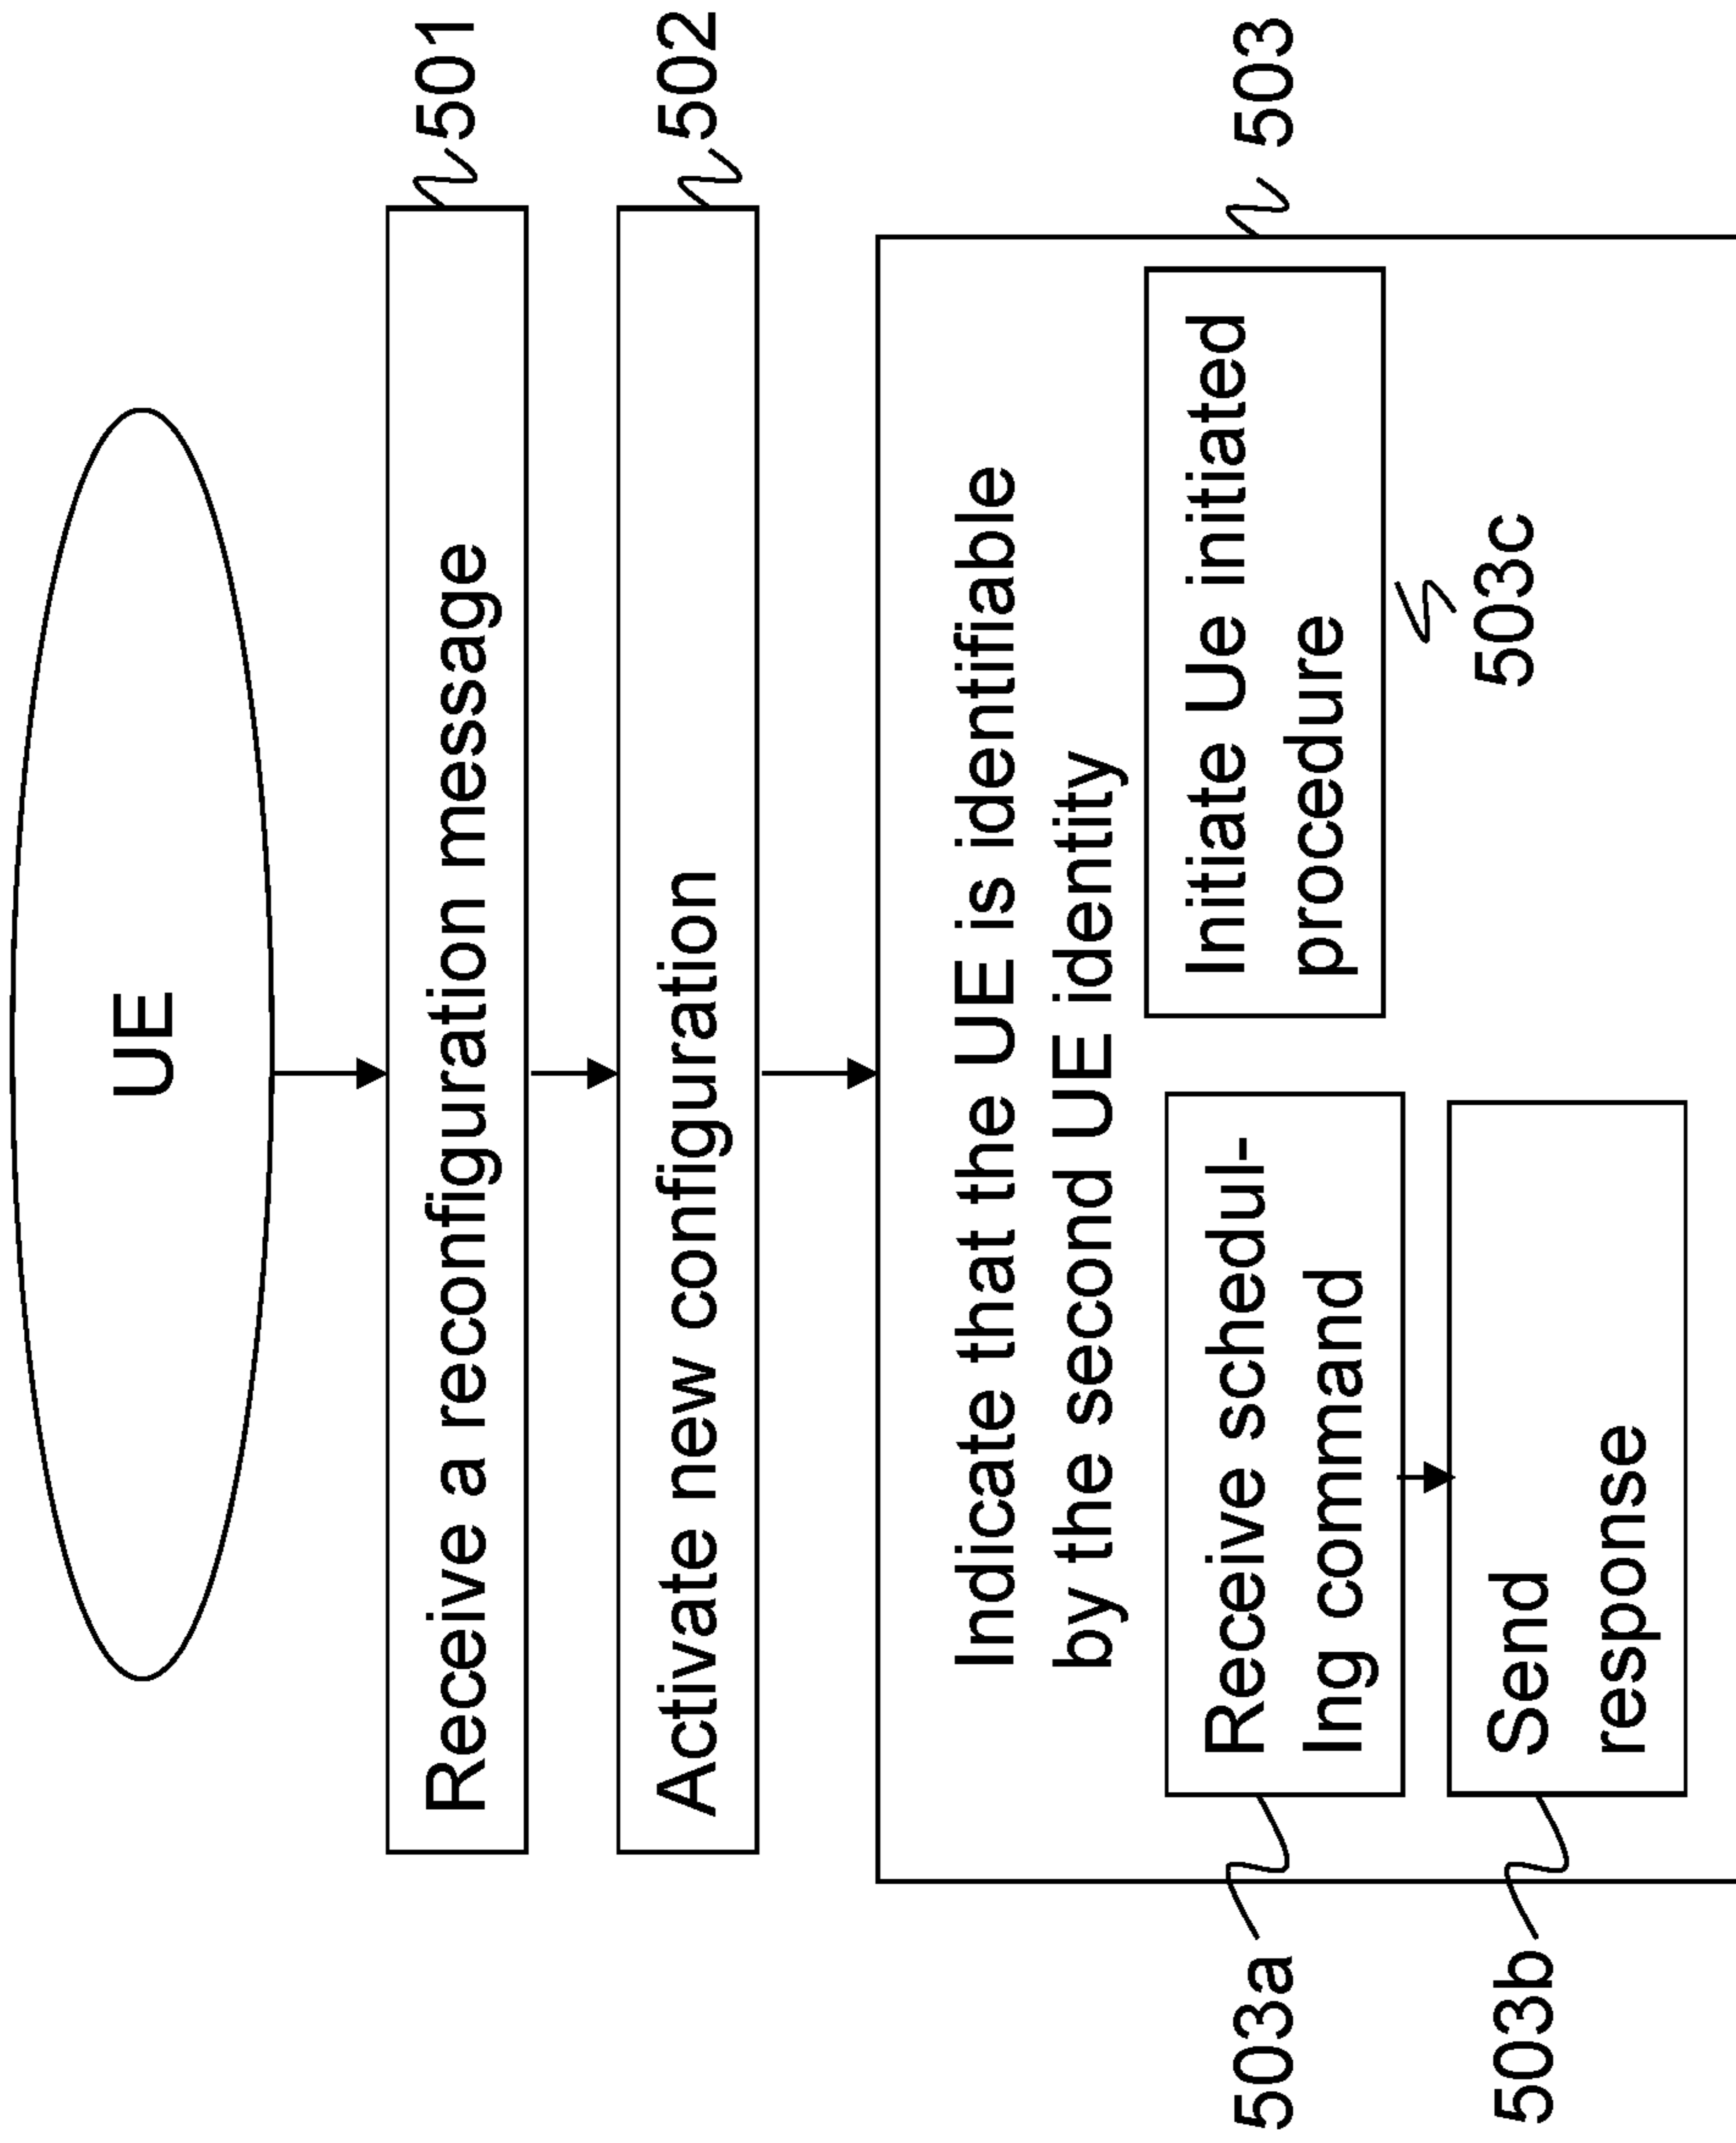 UE
Receive a reconfiguration message
501
Activate new configuration
502
Indicate that the UE is identifiable
by the second UE identity
503
503a
Receive schedul-
Ing command
Initiate Ue initiated
procedure
503c
503b
Send
response